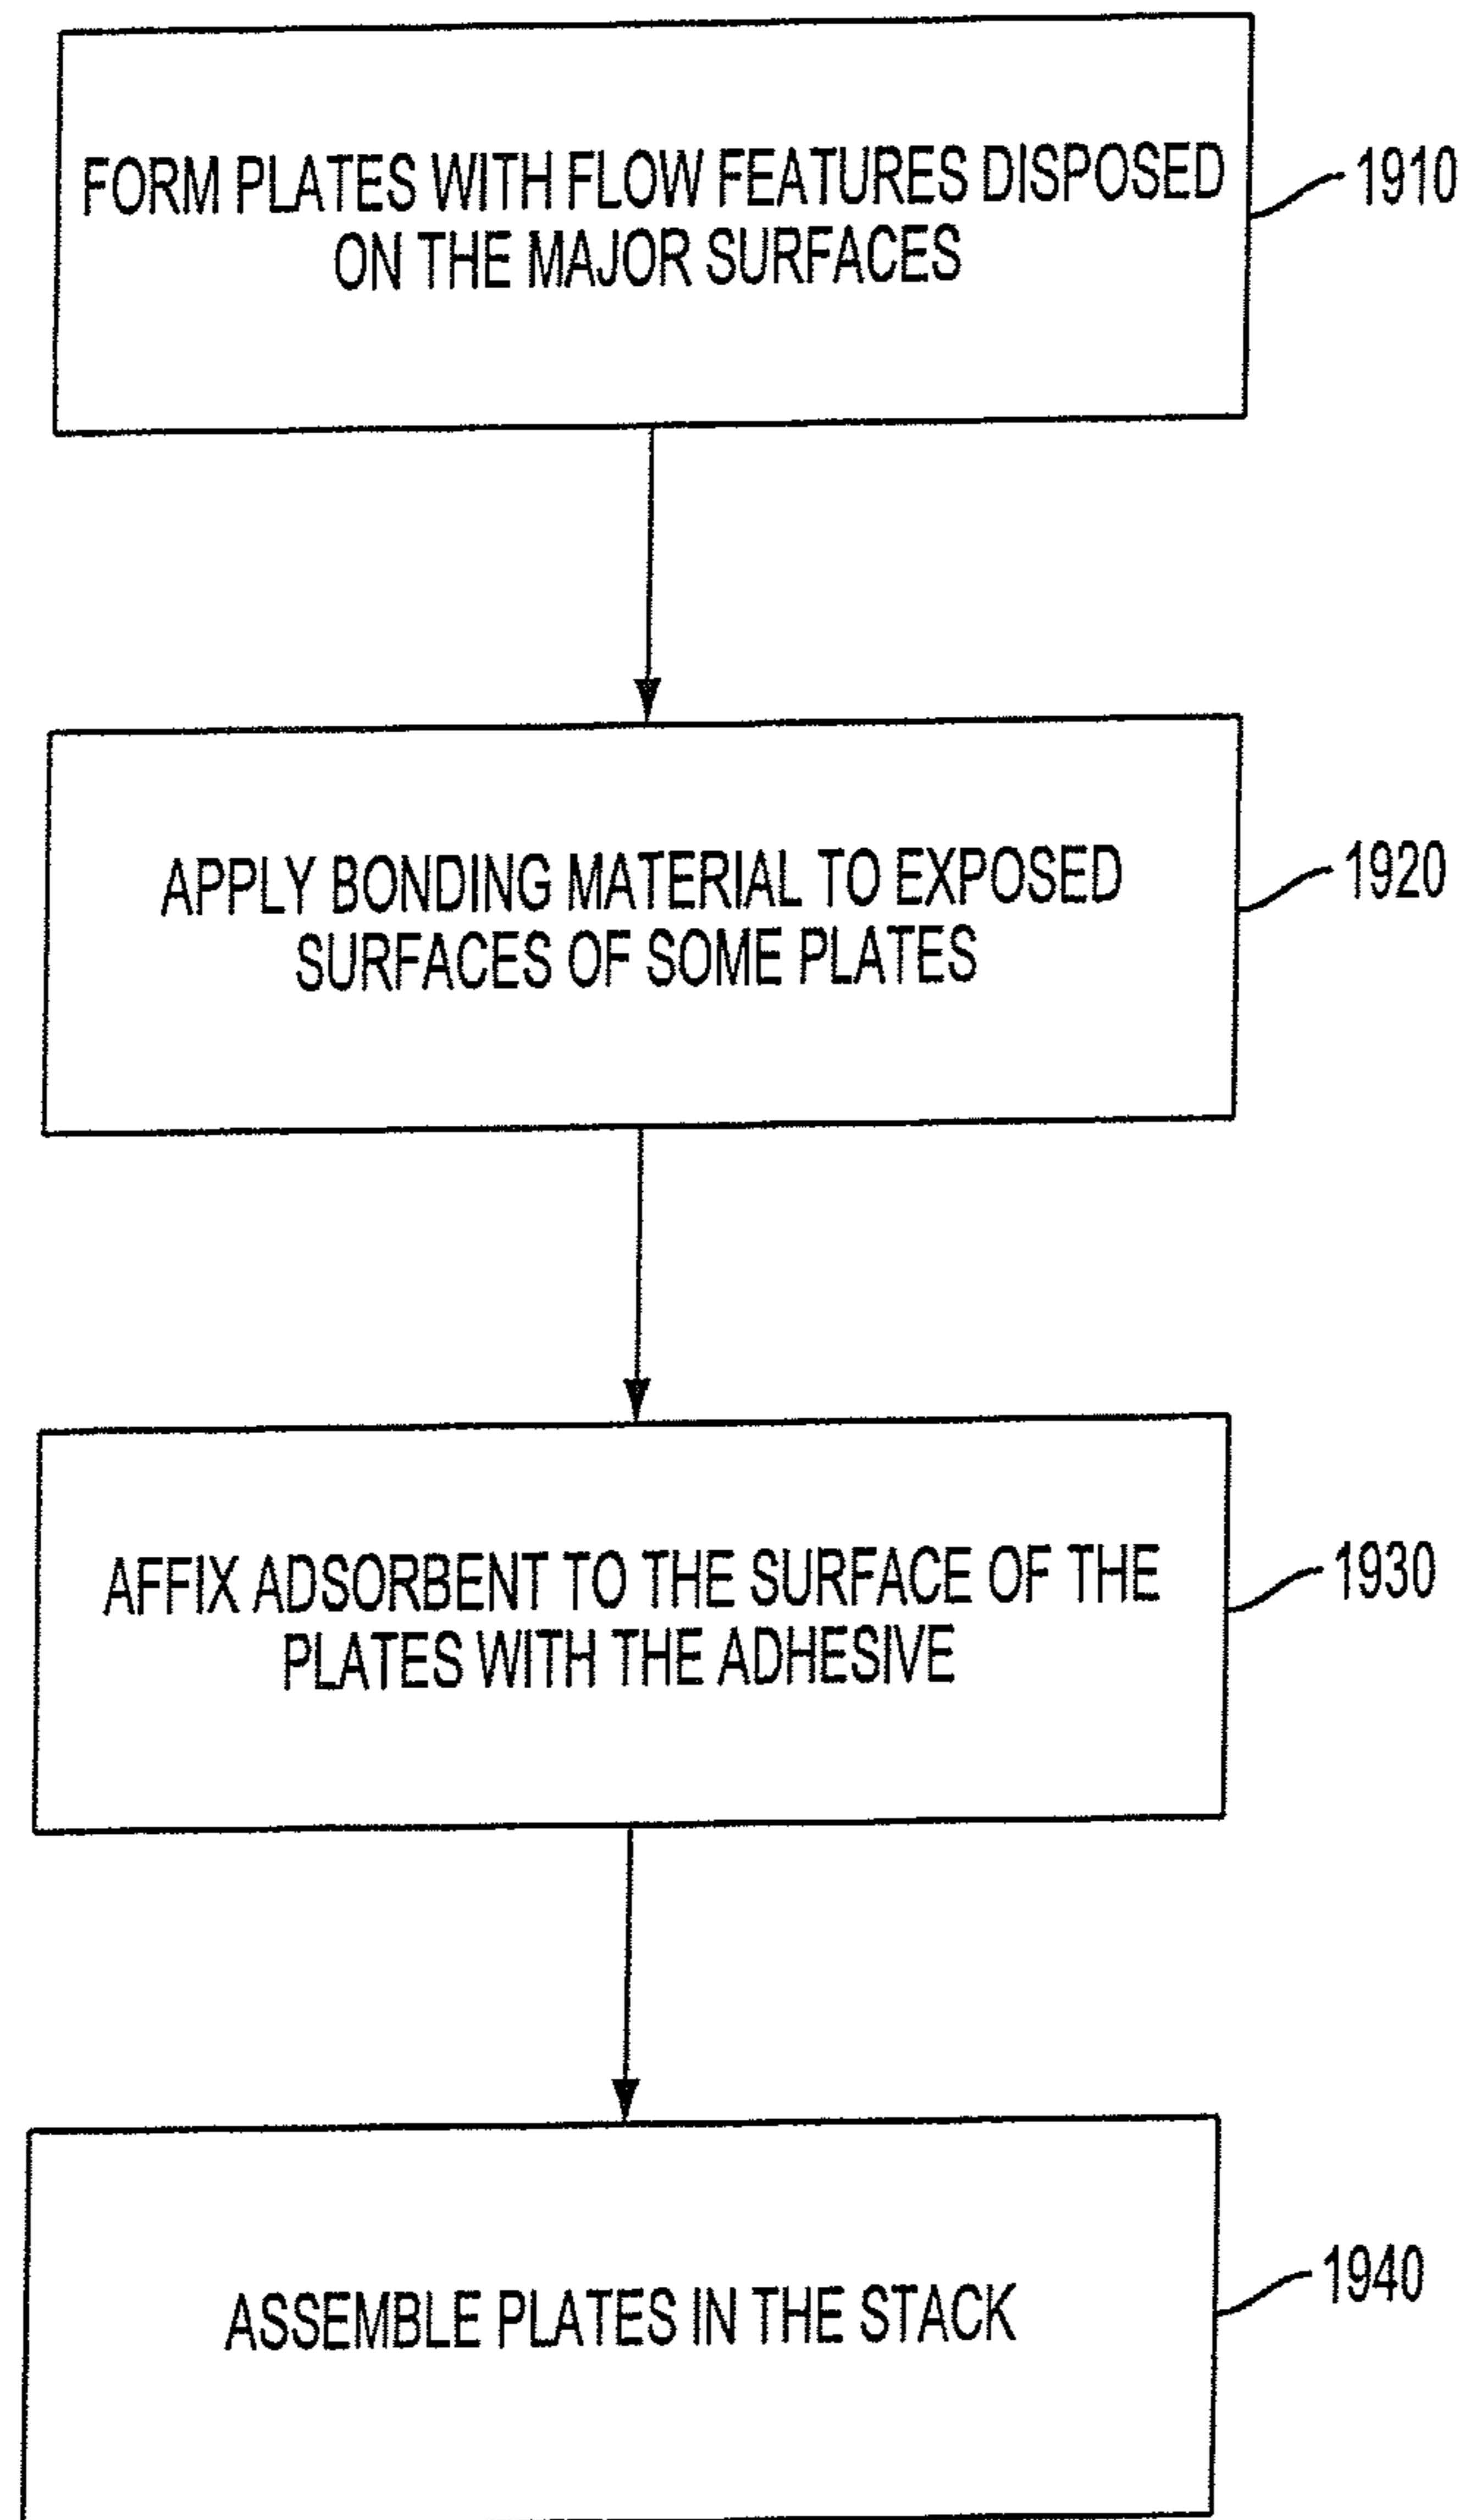 FORM PLATES WITH FLOW FEATURES DISPOSED
ON THE MAJOR SURFACES
1910
APPLY BONDING MATERIAL TO EXPOSED
SURFACES OF SOME PLATES
1920
AFFIX ADSORBENT TO THE SURFACE OF THE
PLATES WITH THE ADHESIVE
1930
ASSEMBLE PLATES IN THE STACK
1940